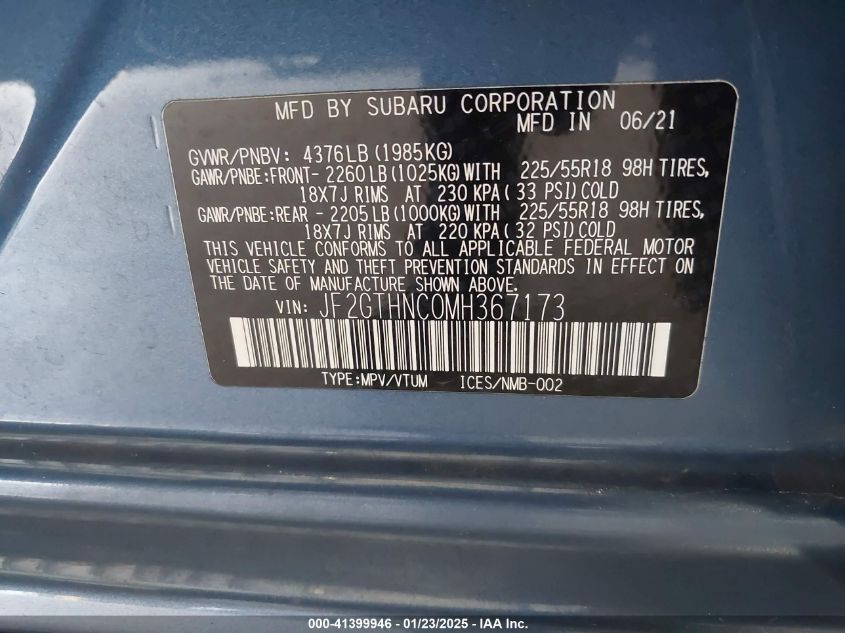 MFD BY SUBARU CORPORATION
MFD IN 06/21
GVWR/PNBV: 4376LB (1985KG)
GAWR/PNBE:FRONT- 2260 LB (1025KG) WITH 225/55R18 98H TIRES,
18X7J RIMS AT 230 KPA ( 33 PSI) COLD
GAWR/PNBE:REAR - 2205 LB (1000KG) WITH 225/55R18 98H TIRES,
18X7J RIMS AT 220 KPA ( 32 PSI) COLD
THIS VEHICLE CONFORMS TO ALL APPLICABLE FEDERAL MOTOR
VEHICLE SAFETY AND THEFT PREVENTION STANDARDS IN EFFECT ON
THE DATE OF MANUFACTURE SHOWN ABOVE.
VIN: JF2GTHNC0MH367173
TYPE:MPV/VTUM ICES/NMB-002
000-41399946 - 01/23/2025 - IAA Inc.